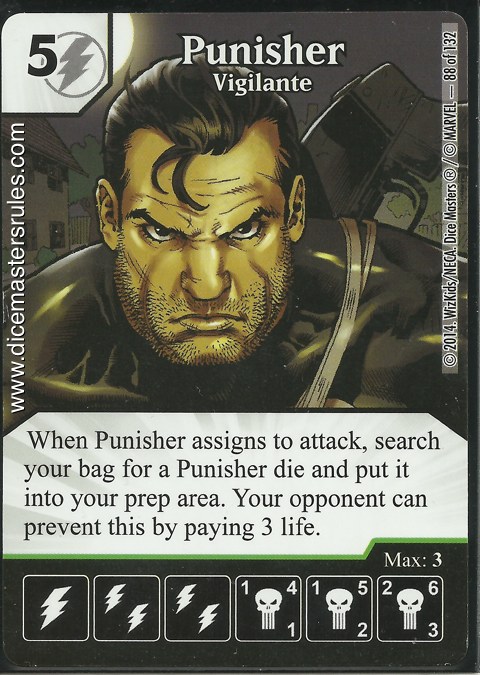 5
Punisher
Vigilante
www.dicemastersrules.com
© 2014 WizKids/NECA. Dice Masters ® / © MARVEL — 88 of 132
When Punisher assigns to attack, search
your bag for a Punisher die and put it
into your prep area. Your opponent can
prevent this by paying 3 life.
Max: 3
1 4 1 5 2 6
1 2 3